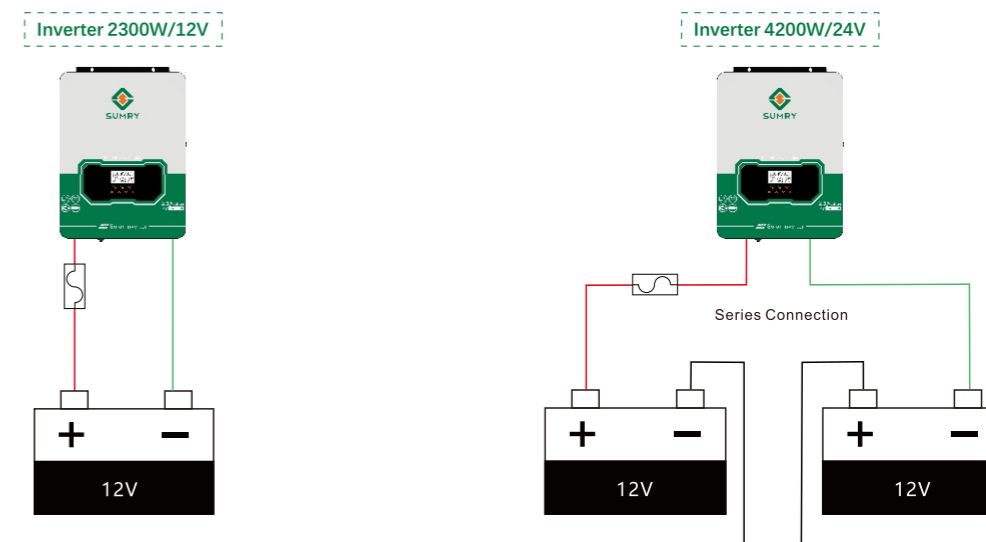 Inverter 2300W/12V
Inverter 4200W/24V
SUMRY
SUMRY
Series Connection
+ −
+ −
+ −
12V
12V
12V